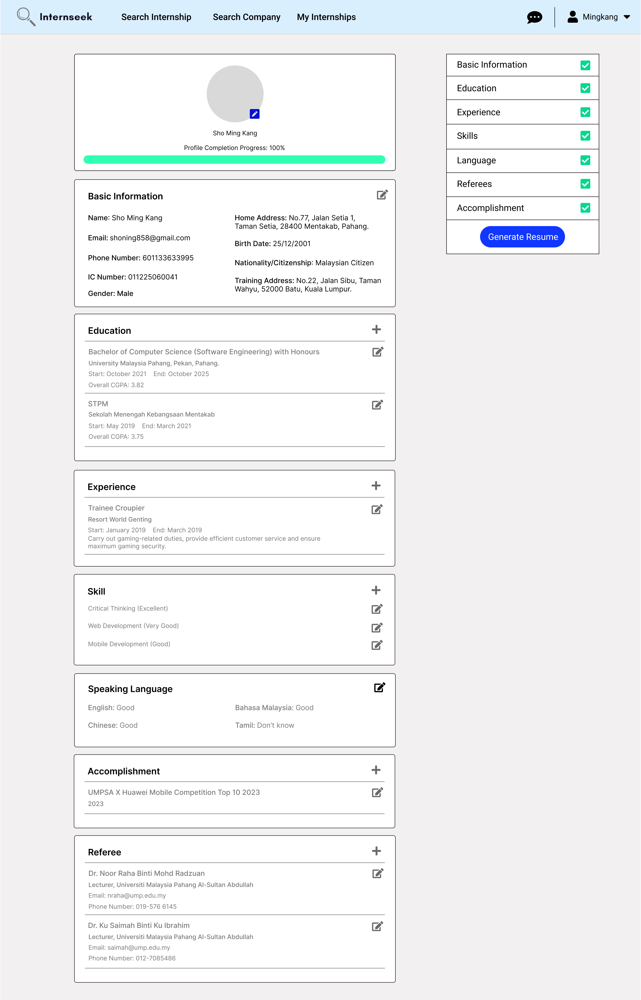 Internseek
Search Internship
Search Company
My Internships
Mingkang
Sho Ming Kang
Profile Completion Progress: 100%
Basic Information
Education
Experience
Skills
Language
Referees
Accomplishment
Generate Resume
Basic Information
Name: Sho Ming Kang
Email: shoning858@gmail.com
Phone Number: 601133633995
IC Number: 011225060041
Gender: Male
Home Address: No.77, Jalan Setia 1,
Taman Setia, 28400 Mentakab, Pahang.
Birth Date: 25/12/2001
Nationality/Citizenship: Malaysian Citizen
Training Address: No.22, Jalan Sibu, Taman
Wahyu, 52000 Batu, Kuala Lumpur.
Education
Bachelor of Computer Science (Software Engineering) with Honours
University Malaysia Pahang, Pekan, Pahang.
Start: October 2021 End: October 2025
Overall CGPA: 3.82
STPM
Sekolah Menengah Kebangsaan Mentakab
Start: May 2019 End: March 2021
Overall CGPA: 3.75
Experience
Trainee Croupier
Resort World Genting
Start: January 2019 End: March 2019
Carry out gaming-related duties, provide efficient customer service and ensure
maximum gaming security.
Skill
Critical Thinking (Excellent)
Web Development (Very Good)
Mobile Development (Good)
Speaking Language
English: Good
Bahasa Malaysia: Good
Chinese: Good
Tamil: Don’t know
Accomplishment
UMPSA X Huawei Mobile Competition Top 10 2023
2023
Referee
Dr. Noor Raha Binti Mohd Radzuan
Lecturer, Universiti Malaysia Pahang Al-Sultan Abdullah
Email: nraha@ump.edu.my
Phone Number: 019-576 6145
Dr. Ku Saimah Binti Ku Ibrahim
Lecturer, Universiti Malaysia Pahang Al-Sultan Abdullah
Email: saimah@ump.edu.my
Phone Number: 012-7085486